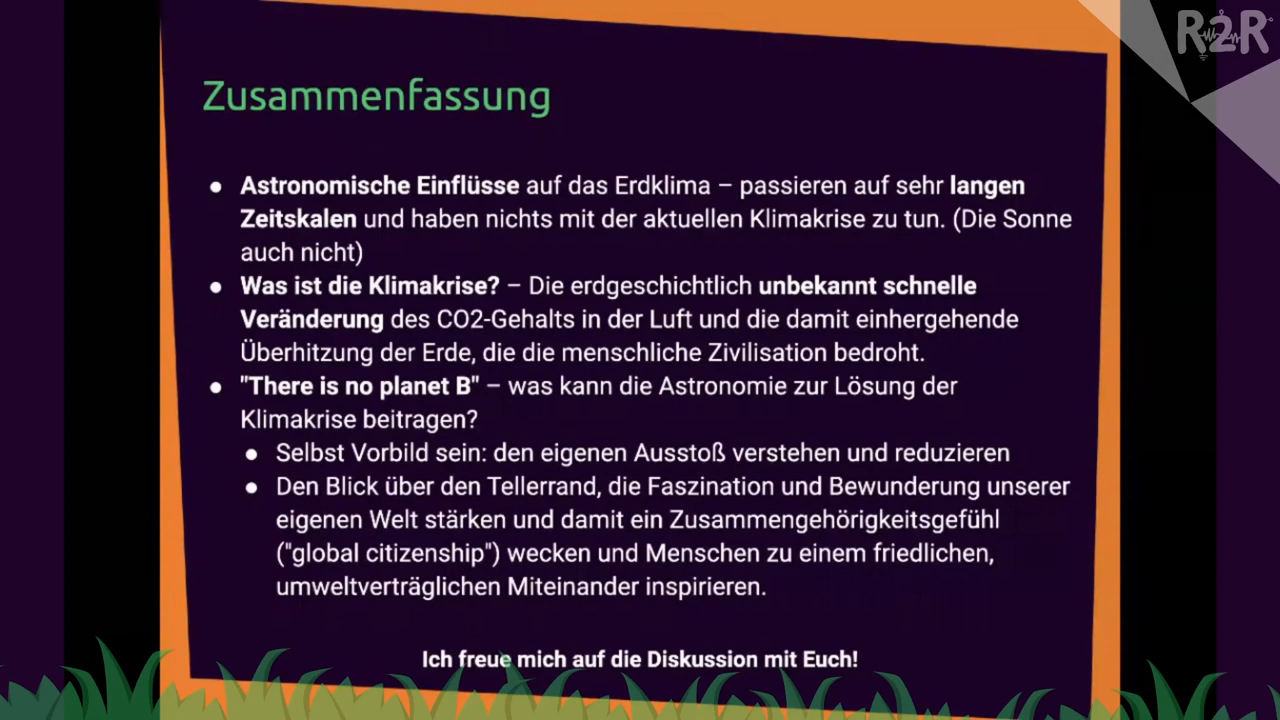 R2R
Zusammenfassung
● Astronomische Einflüsse auf das Erdklima – passieren auf sehr langen
Zeitskalen und haben nichts mit der aktuellen Klimakrise zu tun. (Die Sonne
auch nicht)
● Was ist die Klimakrise? – Die erdgeschichtlich unbekannt schnelle
Veränderung des CO2-Gehalts in der Luft und die damit einhergehende
Überhitzung der Erde, die die menschliche Zivilisation bedroht.
● "There is no planet B" – was kann die Astronomie zur Lösung der
Klimakrise beitragen?
● Selbst Vorbild sein: den eigenen Ausstoß verstehen und reduzieren
● Den Blick über den Tellerrand, die Faszination und Bewunderung unserer
eigenen Welt stärken und damit ein Zusammengehörigkeitsgefühl
("global citizenship") wecken und Menschen zu einem friedlichen,
umweltverträglichen Miteinander inspirieren.
Ich freue mich auf die Diskussion mit Euch!